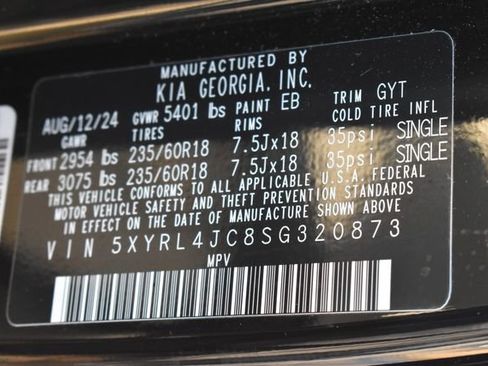 MANUFACTURED BY
KIA GEORGIA, INC.
AUG/12/24 GVWR 5401 lbs PAINT EB TRIM GYT
GAWR TIRES RIMS COLD TIRE INFL
FRONT 2954 lbs 235/60R18 7.5Jx18 35psi SINGLE
REAR 3075 lbs 235/60R18 7.5Jx18 35psi SINGLE
THIS VEHICLE CONFORMS TO ALL APPLICABLE U.S.A. FEDERAL
MOTOR VEHICLE SAFETY AND THEFT PREVENTION STANDARDS
IN EFFECT ON THE DATE OF MANUFACTURE SHOWN ABOVE
VIN 5XYRL4JC8SG320873
MPV